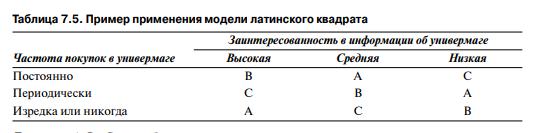 Таблица 7.5. Пример применения модели латинского квадрата
Заинтересованность в информации об универмаге
Частота покупок в универмаге Высокая Средняя Низкая
Постоянно B A C
Периодически C B A
Изредка или никогда A C B